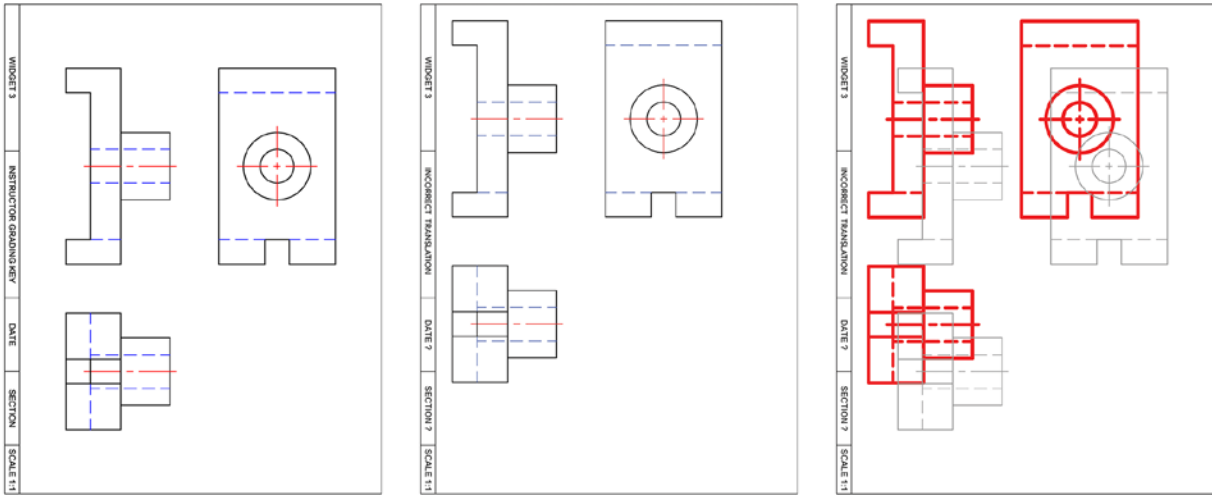 WIDGET 3
INSTRUCTOR GRADING KEY
DATE
SECTION
SCALE 1:1
WIDGET 3
INCORRECT TRANSLATION
DATE ?
SECTION ?
SCALE 1:1
WIDGET 3
INCORRECT TRANSLATION
DATE ?
SECTION ?
SCALE 1:1